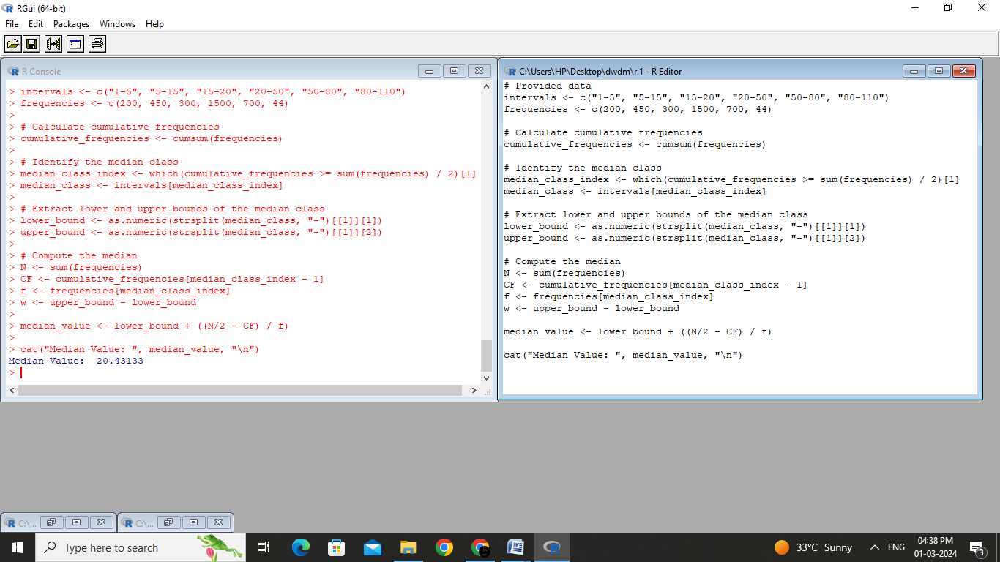 RGui (64-bit)
File Edit Packages Windows Help
R Console
> intervals <- c("1-5", "5-15", "15-20", "20-50", "50-80", "80-110")
> frequencies <- c(200, 450, 300, 1500, 700, 44)
>
> # Calculate cumulative frequencies
> cumulative_frequencies <- cumsum(frequencies)
>
> # Identify the median class
> median_class_index <- which(cumulative_frequencies >= sum(frequencies) / 2)[1]
> median_class <- intervals[median_class_index]
>
> # Extract lower and upper bounds of the median class
> lower_bound <- as.numeric(strsplit(median_class, "-")[[1]][1])
> upper_bound <- as.numeric(strsplit(median_class, "-")[[1]][2])
>
> # Compute the median
> N <- sum(frequencies)
> CF <- cumulative_frequencies[median_class_index - 1]
> f <- frequencies[median_class_index]
> w <- upper_bound - lower_bound
>
> median_value <- lower_bound + ((N/2 - CF) / f)
>
> cat("Median Value: ", median_value, "\n")
Median Value:  20.43133
>
C:\Users\HP\Desktop\dwdm\r.1 - R Editor
# Provided data
intervals <- c("1-5", "5-15", "15-20", "20-50", "50-80", "80-110")
frequencies <- c(200, 450, 300, 1500, 700, 44)

# Calculate cumulative frequencies
cumulative_frequencies <- cumsum(frequencies)

# Identify the median class
median_class_index <- which(cumulative_frequencies >= sum(frequencies) / 2)[1]
median_class <- intervals[median_class_index]

# Extract lower and upper bounds of the median class
lower_bound <- as.numeric(strsplit(median_class, "-")[[1]][1])
upper_bound <- as.numeric(strsplit(median_class, "-")[[1]][2])

# Compute the median
N <- sum(frequencies)
CF <- cumulative_frequencies[median_class_index - 1]
f <- frequencies[median_class_index]
w <- upper_bound - lower_bound

median_value <- lower_bound + ((N/2 - CF) / f)

cat("Median Value: ", median_value, "\n")
C:\...
C:\...
Type here to search
33°C Sunny
ENG
04:38 PM
01-03-2024
3